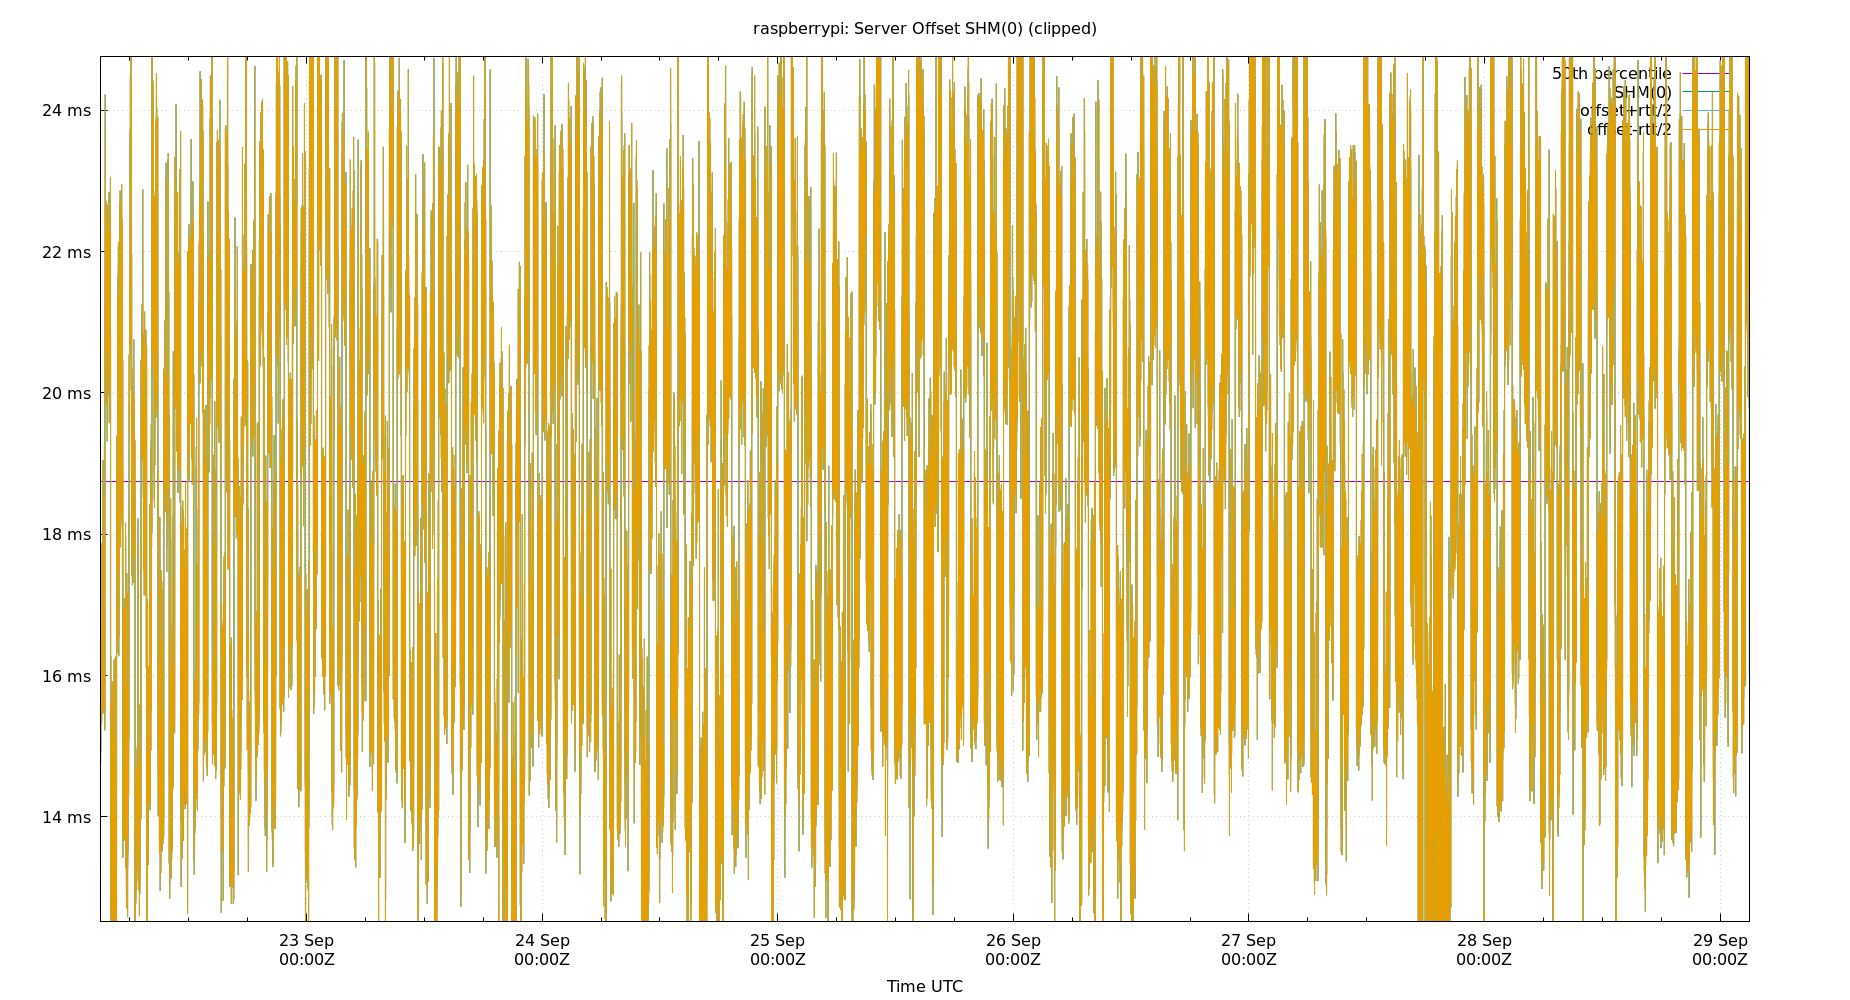 raspberrypi: Server Offset SHM(0) (clipped)
50th percentile
SHM(0)
offset+rtt/2
offset-rtt/2
24 ms
22 ms
20 ms
18 ms
16 ms
14 ms
23 Sep
00:00Z
24 Sep
00:00Z
25 Sep
00:00Z
26 Sep
00:00Z
27 Sep
00:00Z
28 Sep
00:00Z
29 Sep
00:00Z
Time UTC